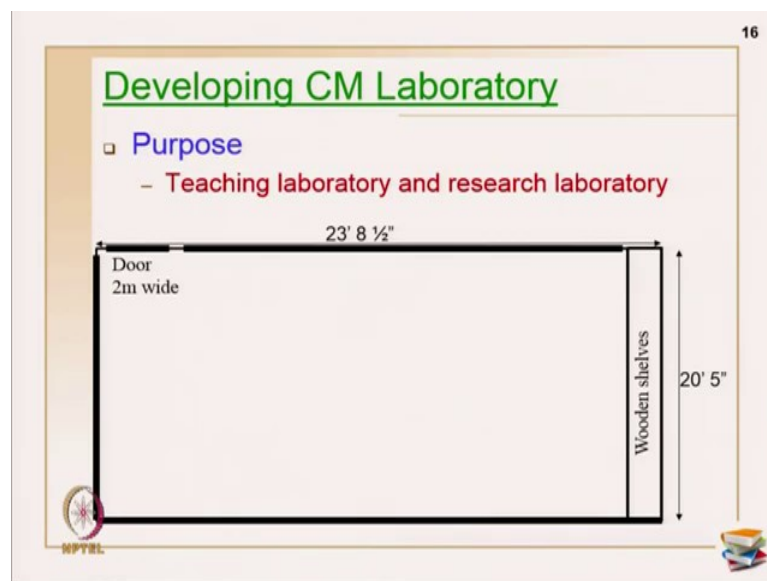 16
Developing CM Laboratory
Purpose
– Teaching laboratory and research laboratory
23' 8 ½"
Door
2m wide
Wooden shelves
20' 5"
NPTEL